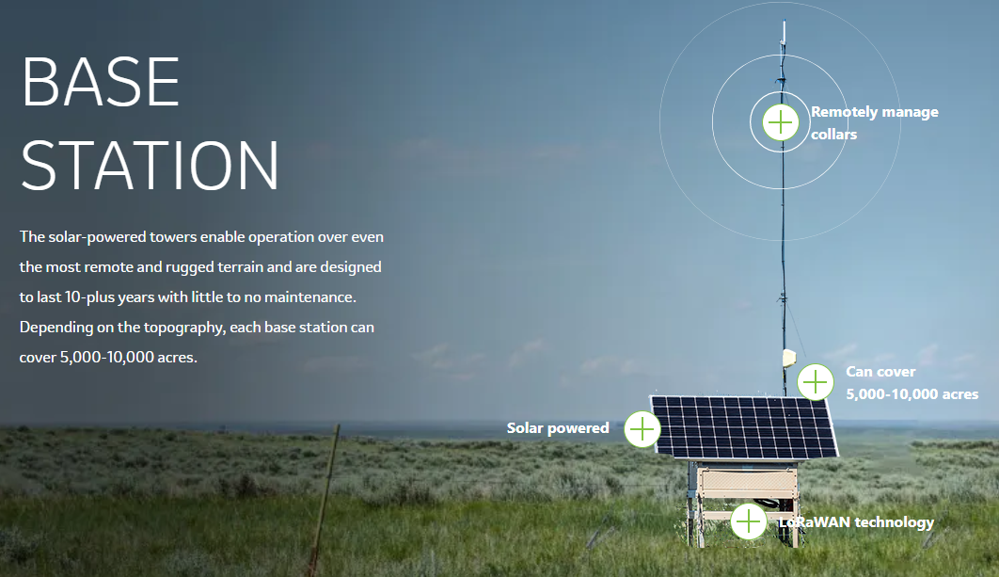 BASE
STATION
The solar-powered towers enable operation over even
the most remote and rugged terrain and are designed
to last 10-plus years with little to no maintenance.
Depending on the topography, each base station can
cover 5,000-10,000 acres.
Remotely manage
collars
Can cover
5,000-10,000 acres
Solar powered
LoRaWAN technology